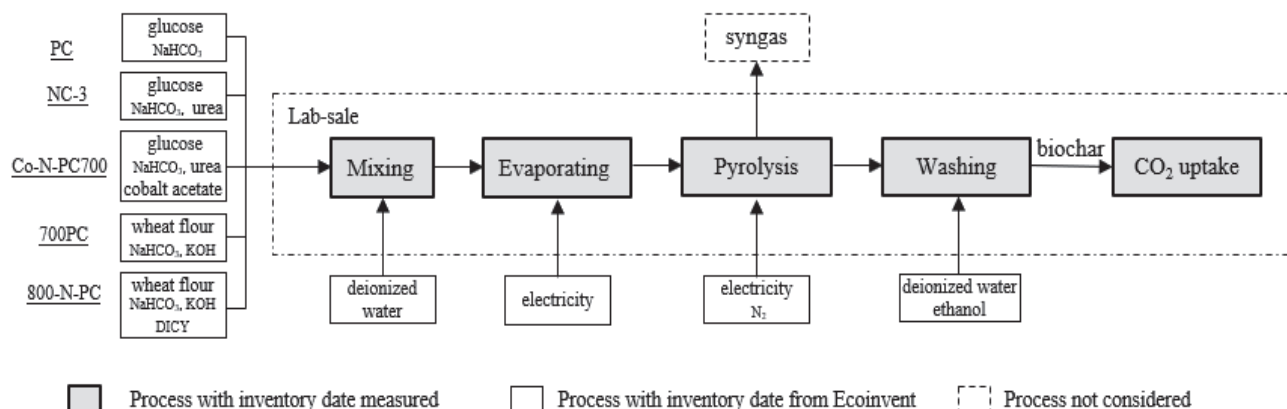 PC
glucose
NaHCO₃
NC-3
glucose
NaHCO₃, urea
Co-N-PC700
glucose
NaHCO₃, urea
cobalt acetate
700PC
wheat flour
NaHCO₃, KOH
800-N-PC
wheat flour
NaHCO₃, KOH
DICY
syngas
Lab-sale
Mixing
Evaporating
Pyrolysis
Washing
biochar
CO₂ uptake
deionized
water
electricity
electricity
N₂
deionized water
ethanol
Process with inventory date measured
Process with inventory date from Ecoinvent
Process not considered